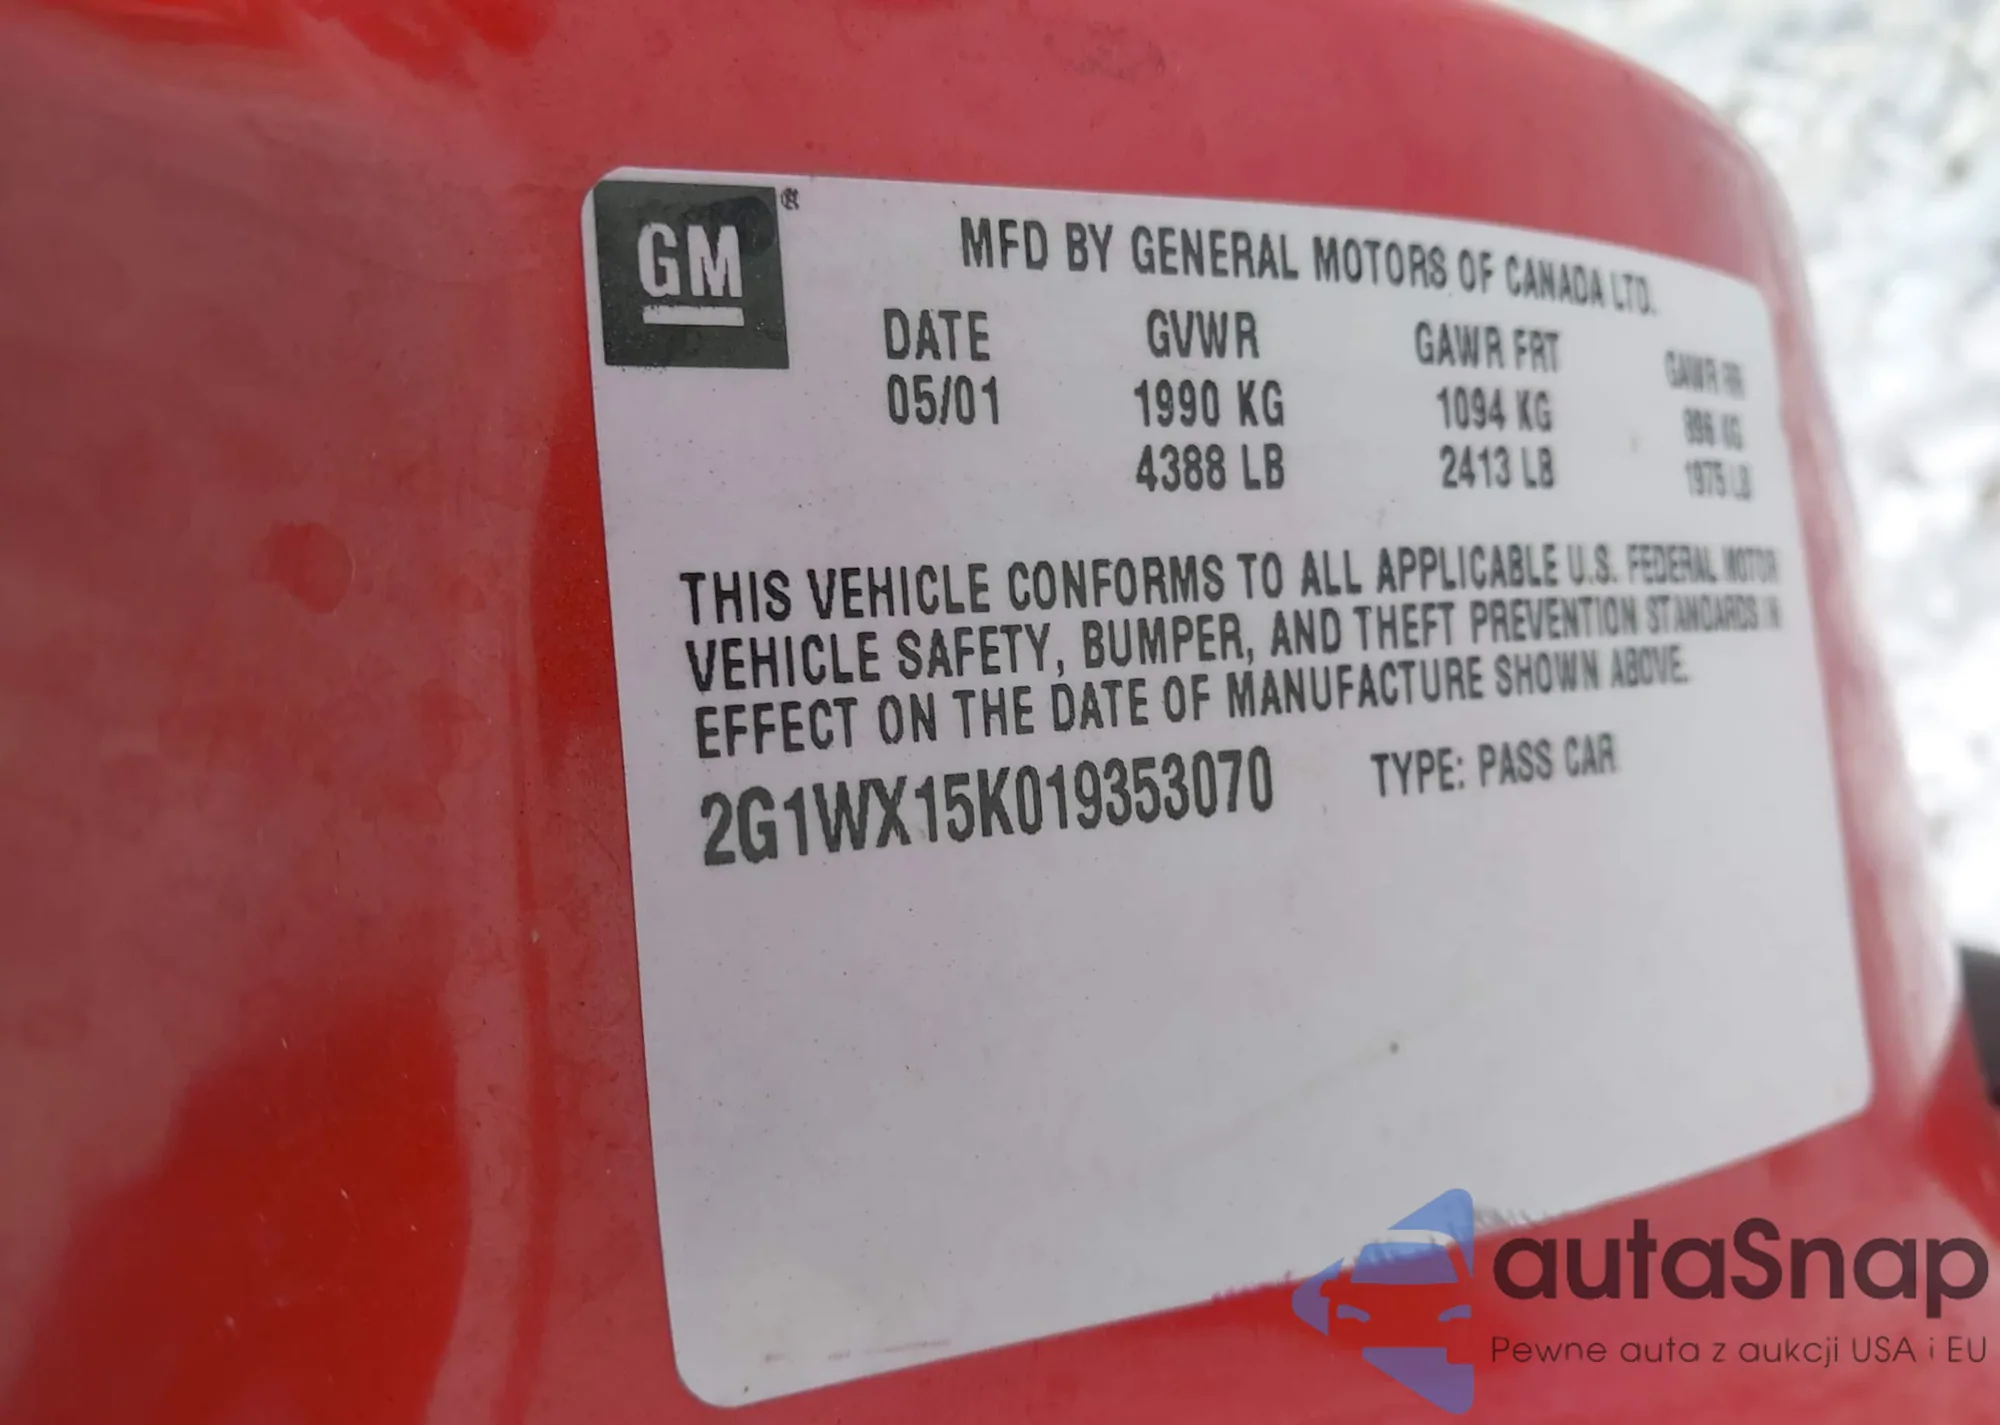 GM ®
MFD BY GENERAL MOTORS OF CANADA LTD.
DATE GVWR GAWR FRT GAWR RR
05/01 1990 KG 1094 KG 896 KG
4388 LB 2413 LB 1975 LB
THIS VEHICLE CONFORMS TO ALL APPLICABLE U.S. FEDERAL MOTOR
VEHICLE SAFETY, BUMPER, AND THEFT PREVENTION STANDARDS IN
EFFECT ON THE DATE OF MANUFACTURE SHOWN ABOVE.
2G1WX15K019353070 TYPE: PASS CAR
autaSnap
Pewne auta z aukcji USA i EU